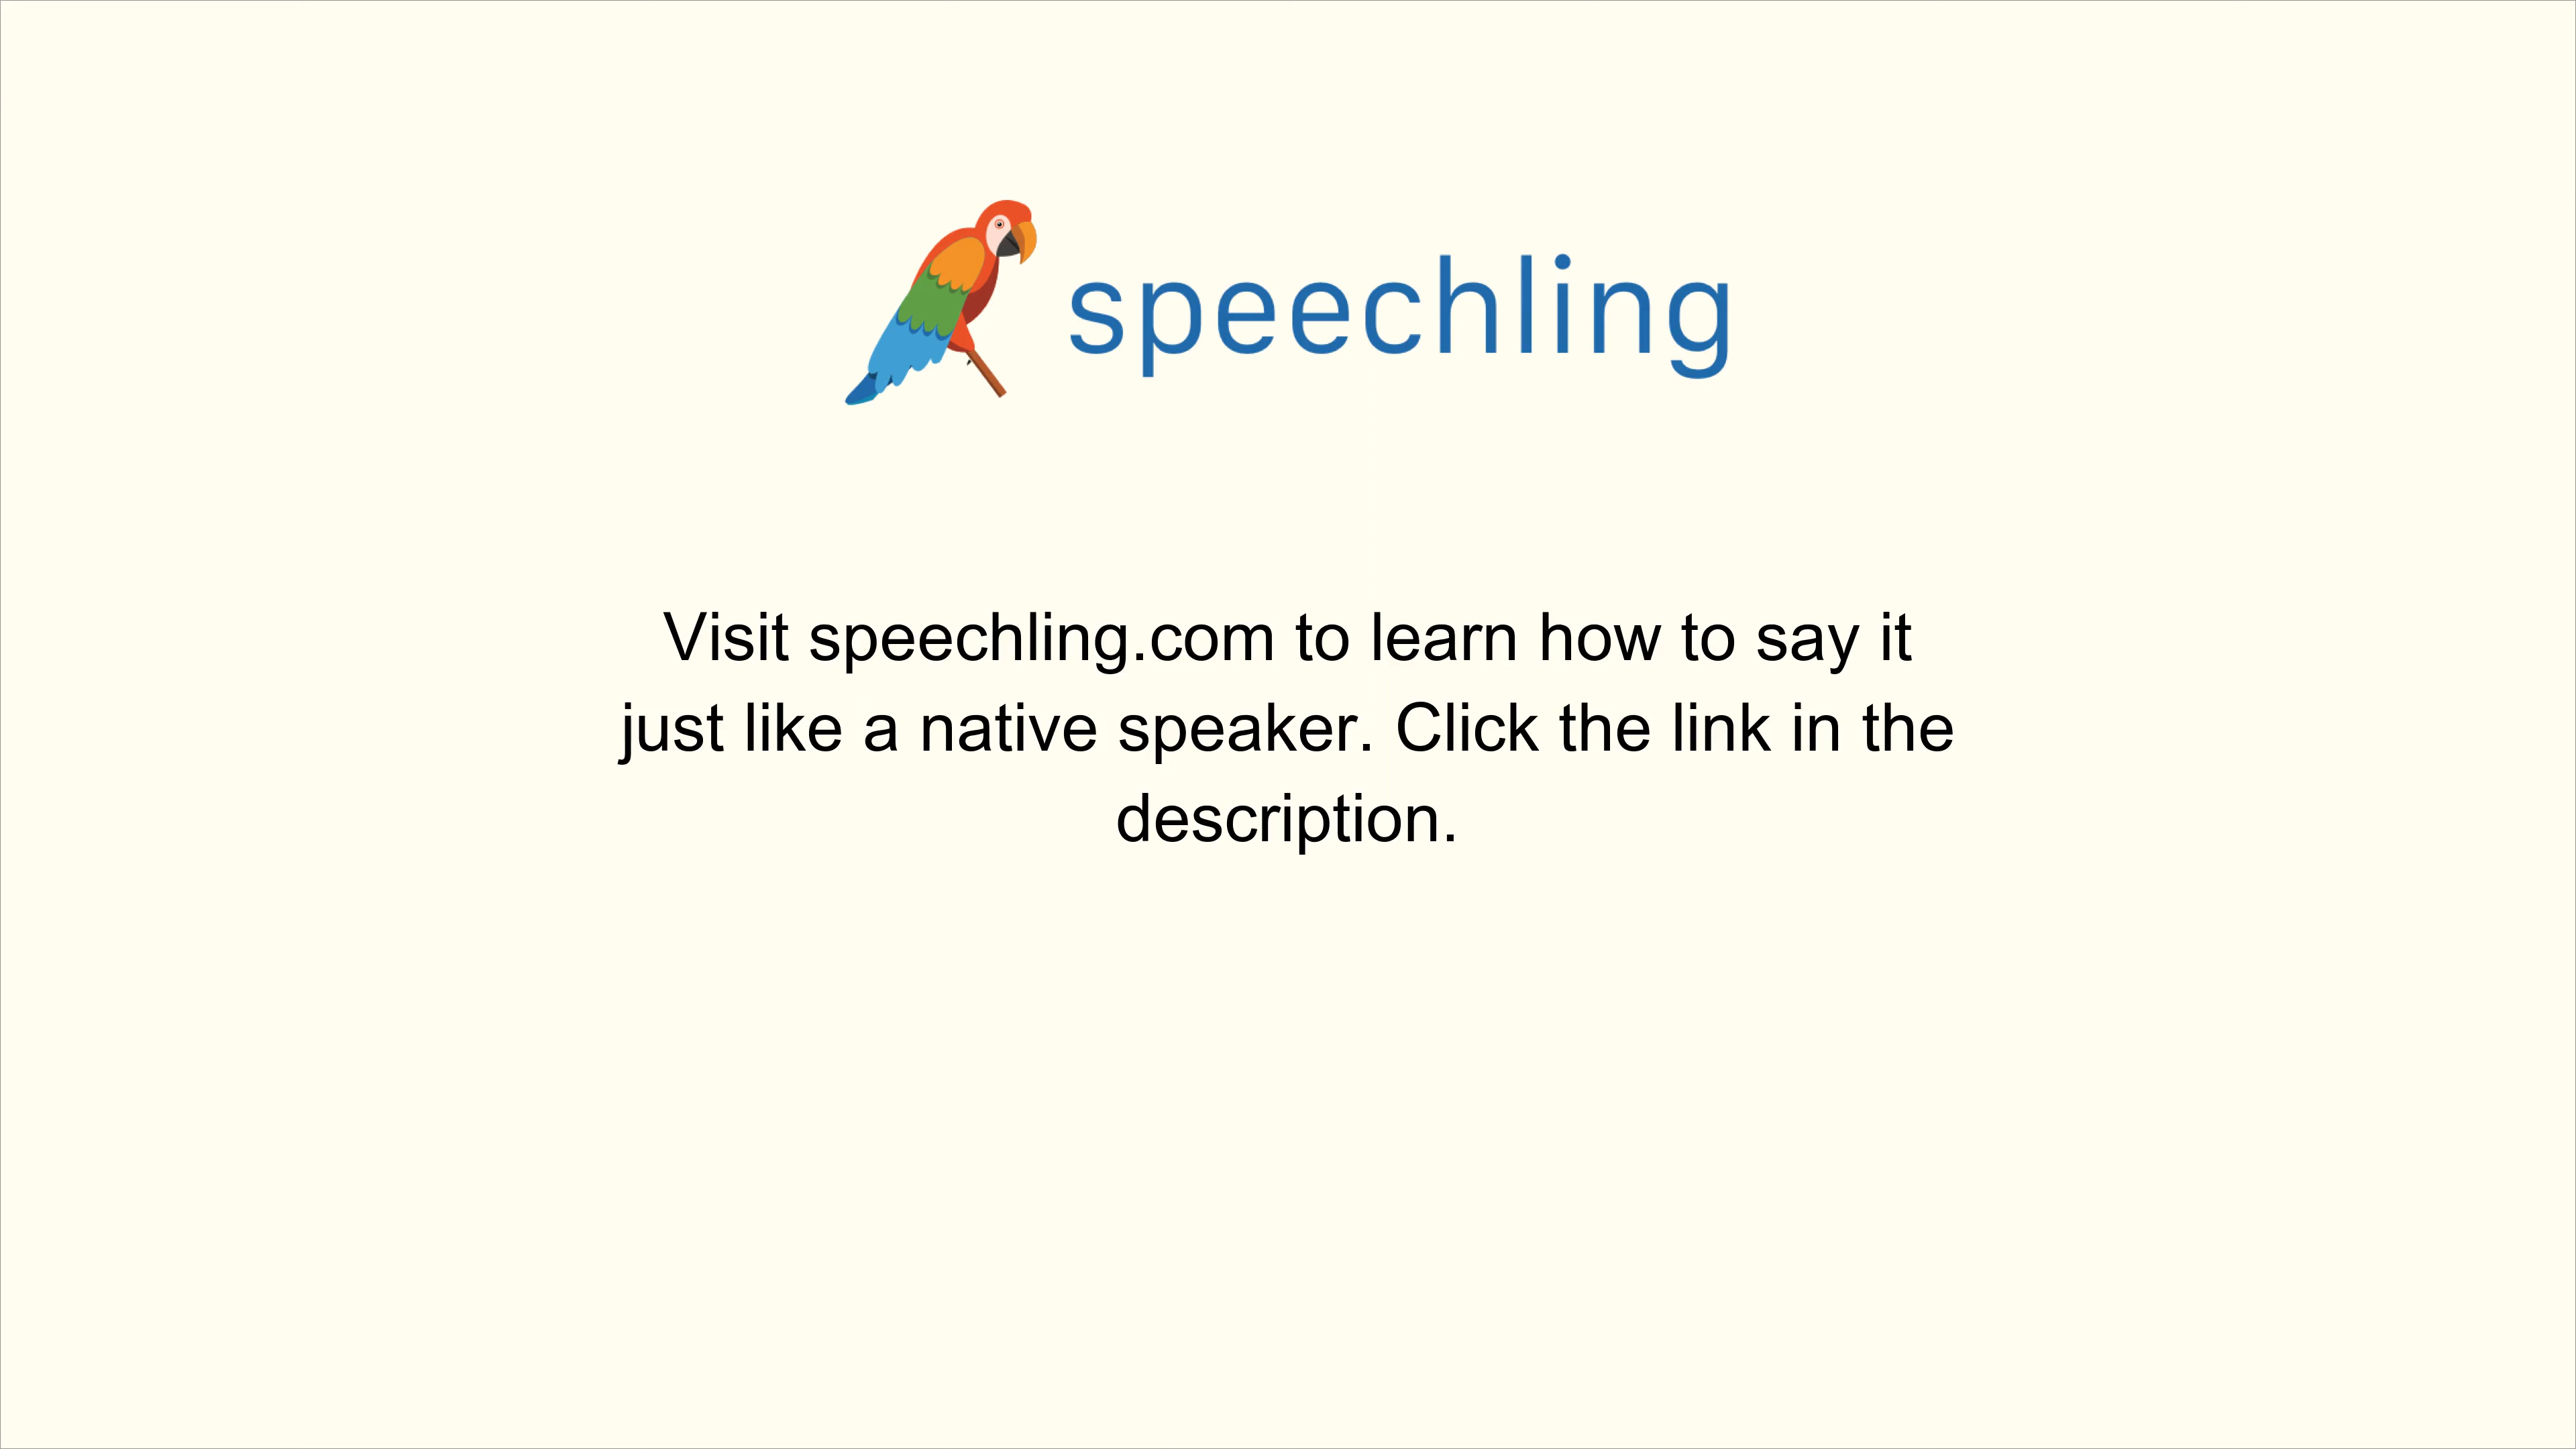 speechling
Visit speechling.com to learn how to say it
just like a native speaker. Click the link in the
description.